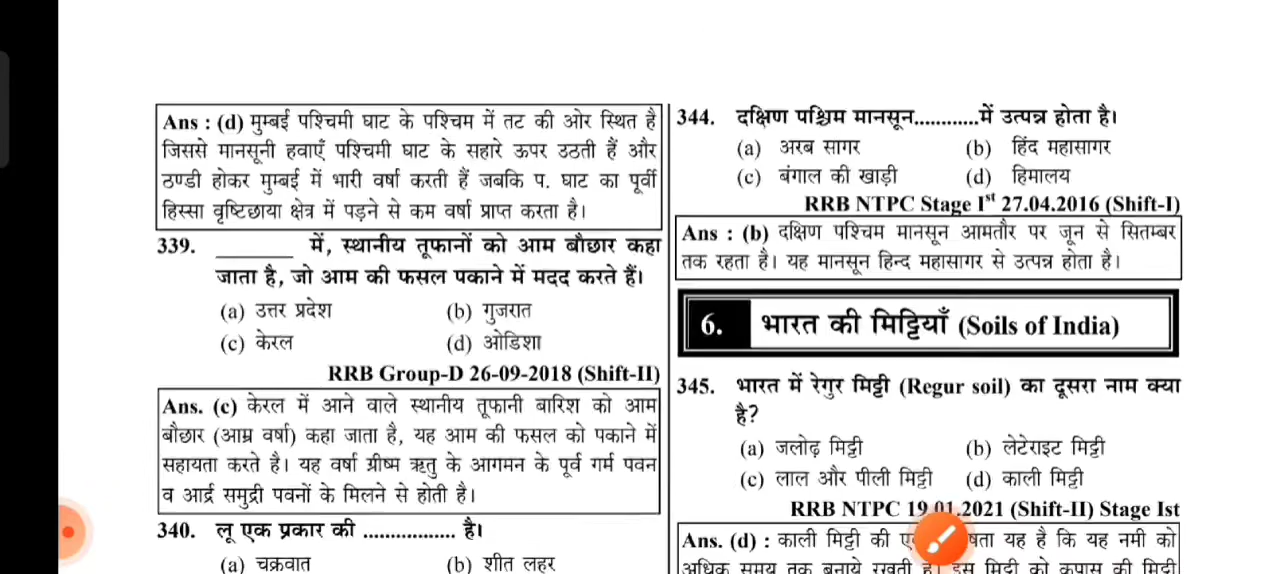 Ans : (d) मुम्बई पश्चिमी घाट के पश्चिम में तट की ओर स्थित है
जिससे मानसूनी हवाएँ पश्चिमी घाट के सहारे ऊपर उठती हैं और
ठण्डी होकर मुम्बई में भारी वर्षा करती हैं जबकि प. घाट का पूर्वी
हिस्सा वृष्टिछाया क्षेत्र में पड़ने से कम वर्षा प्राप्त करता है।
339. ________ में, स्थानीय तूफानों को आम बौछार कहा
जाता है, जो आम की फसल पकाने में मदद करते हैं।
(a) उत्तर प्रदेश (b) गुजरात
(c) केरल (d) ओडिशा
RRB Group-D 26-09-2018 (Shift-II)
Ans. (c) केरल में आने वाले स्थानीय तूफानी बारिश को आम
बौछार (आम्र वर्षा) कहा जाता है, यह आम की फसल को पकाने में
सहायता करते है। यह वर्षा ग्रीष्म ऋतु के आगमन के पूर्व गर्म पवन
व आर्द्र समुद्री पवनों के मिलने से होती है।
340. लू एक प्रकार की .................. है।
(a) चक्रवात (b) शीत लहर
344. दक्षिण पश्चिम मानसून............में उत्पन्न होता है।
(a) अरब सागर (b) हिंद महासागर
(c) बंगाल की खाड़ी (d) हिमालय
RRB NTPC Stage Ist 27.04.2016 (Shift-I)
Ans : (b) दक्षिण पश्चिम मानसून आमतौर पर जून से सितम्बर
तक रहता है। यह मानसून हिन्द महासागर से उत्पन्न होता है।
6. भारत की मिट्टियाँ (Soils of India)
345. भारत में रेगुर मिट्टी (Regur soil) का दूसरा नाम क्या
है?
(a) जलोढ़ मिट्टी (b) लेटेराइट मिट्टी
(c) लाल और पीली मिट्टी (d) काली मिट्टी
RRB NTPC 19.01.2021 (Shift-II) Stage Ist
Ans. (d) : काली मिट्टी की यह है कि यह नमी को
अधिक समय तक बनाये रखती है। इस मिट्टी को कपास की मिट्टी